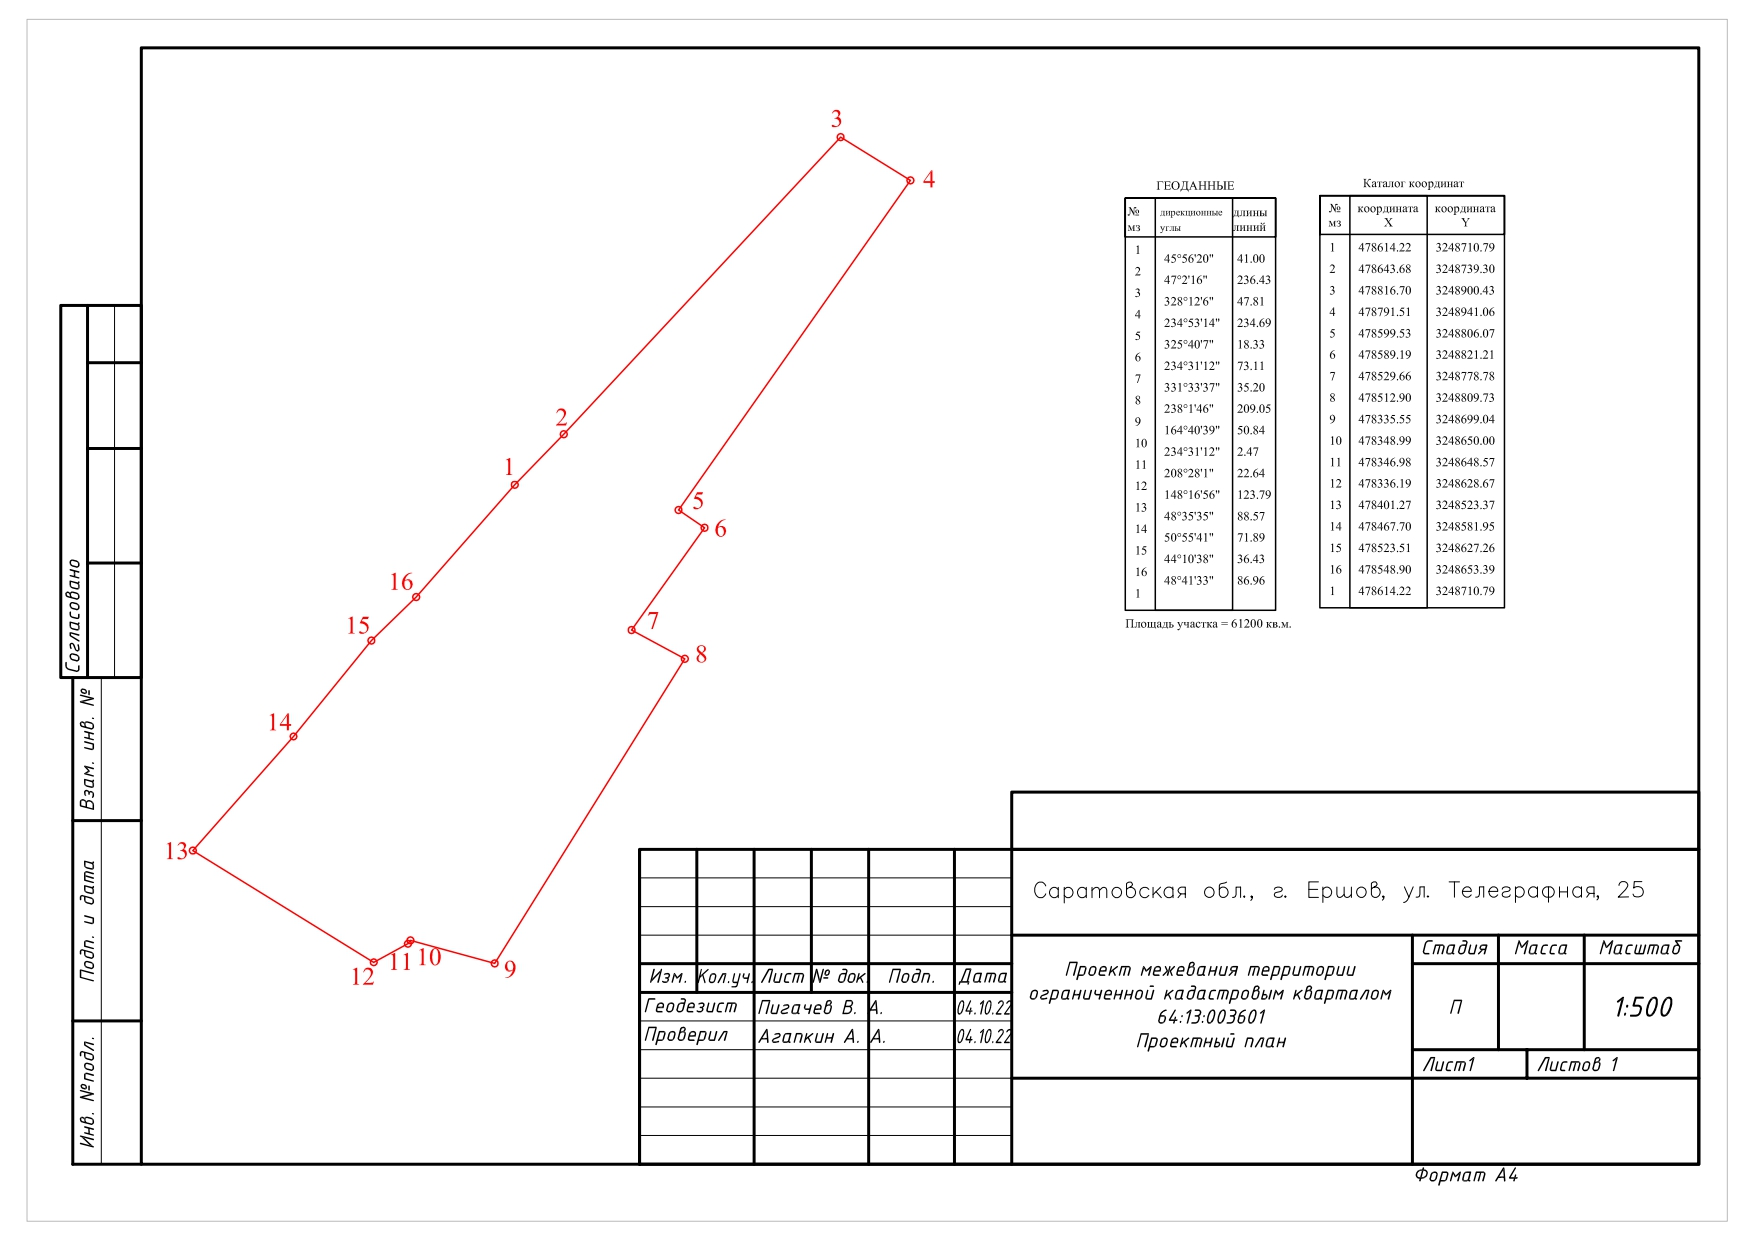 3
4
2
1
5
6
16
15
7
8
14
13
12
11
10
9
ГЕОДАННЫЕ
№ мз дирекционные углы длины линий
1
45°56'20" 41.00
2
47°2'16" 236.43
3
328°12'6" 47.81
4
234°53'14" 234.69
5
325°40'7" 18.33
6
234°31'12" 73.11
7
331°33'37" 35.20
8
238°1'46" 209.05
9
164°40'39" 50.84
10
234°31'12" 2.47
11
208°28'1" 22.64
12
148°16'56" 123.79
13
48°35'35" 88.57
14
50°55'41" 71.89
15
44°10'38" 36.43
16
48°41'33" 86.96
1
Площадь участка = 61200 кв.м.
Каталог координат
№ мз координата X координата Y
1 478614.22 3248710.79
2 478643.68 3248739.30
3 478816.70 3248900.43
4 478791.51 3248941.06
5 478599.53 3248806.07
6 478589.19 3248821.21
7 478529.66 3248778.78
8 478512.90 3248809.73
9 478335.55 3248699.04
10 478348.99 3248650.00
11 478346.98 3248648.57
12 478336.19 3248628.67
13 478401.27 3248523.37
14 478467.70 3248581.95
15 478523.51 3248627.26
16 478548.90 3248653.39
1 478614.22 3248710.79
Согласовано
Взам. инв. №
Подп. и дата
Инв. №подл.
Саратовская обл., г. Ершов, ул. Телеграфная, 25
Изм. Кол.уч. Лист № док. Подп. Дата
Геодезист Пигачев В. А. 04.10.22
Проверил Агапкин А. А. 04.10.22
Проект межевания территории
ограниченной кадастровым кварталом
64:13:003601
Проектный план
Стадия Масса Масштаб
П 1:500
Лист1 Листов 1
Формат А4